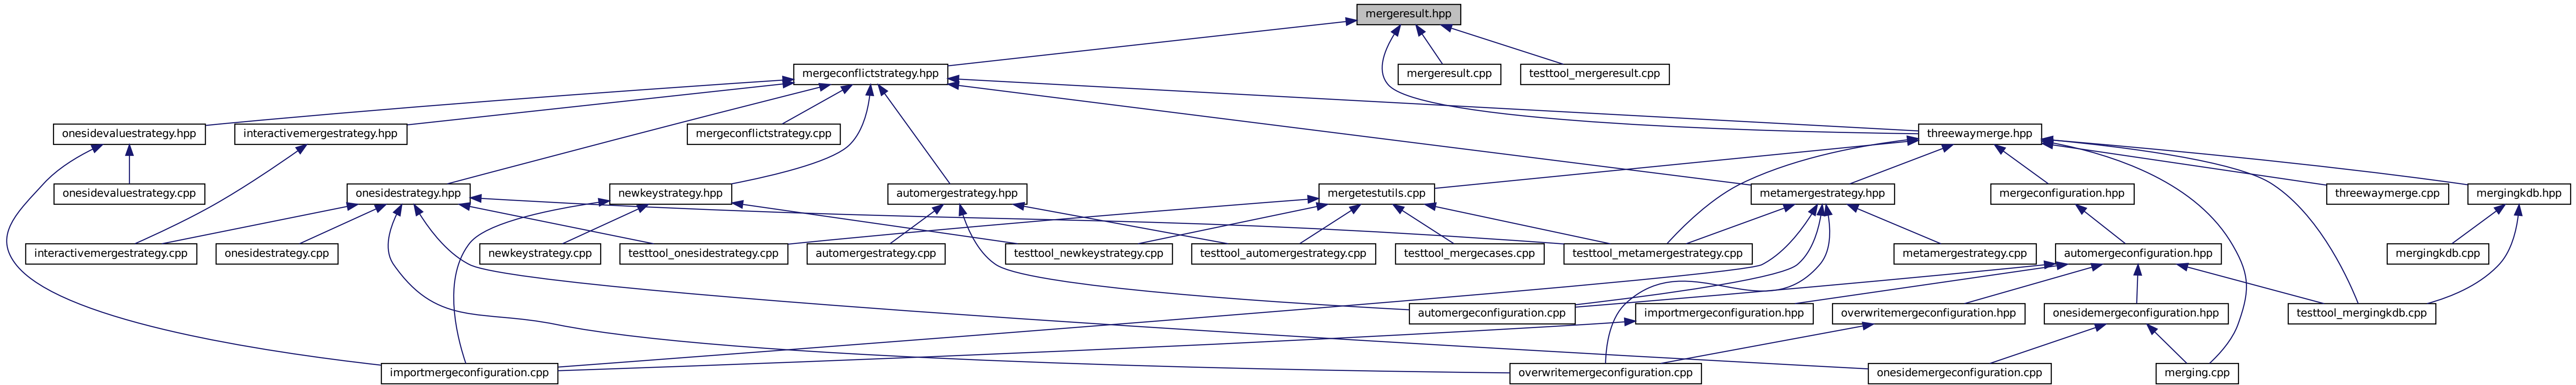 mergeresult.hpp
mergeconflictstrategy.hpp
mergeresult.cpp
testtool_mergeresult.cpp
onesidevaluestrategy.hpp
interactivemergestrategy.hpp
mergeconflictstrategy.cpp
threewaymerge.hpp
onesidevaluestrategy.cpp
onesidestrategy.hpp
newkeystrategy.hpp
automergestrategy.hpp
mergetestutils.cpp
metamergestrategy.hpp
mergeconfiguration.hpp
threewaymerge.cpp
mergingkdb.hpp
interactivemergestrategy.cpp
onesidestrategy.cpp
newkeystrategy.cpp
testtool_onesidestrategy.cpp
automergestrategy.cpp
testtool_newkeystrategy.cpp
testtool_automergestrategy.cpp
testtool_mergecases.cpp
testtool_metamergestrategy.cpp
metamergestrategy.cpp
automergeconfiguration.hpp
mergingkdb.cpp
automergeconfiguration.cpp
importmergeconfiguration.hpp
overwritemergeconfiguration.hpp
onesidemergeconfiguration.hpp
testtool_mergingkdb.cpp
importmergeconfiguration.cpp
overwritemergeconfiguration.cpp
onesidemergeconfiguration.cpp
merging.cpp